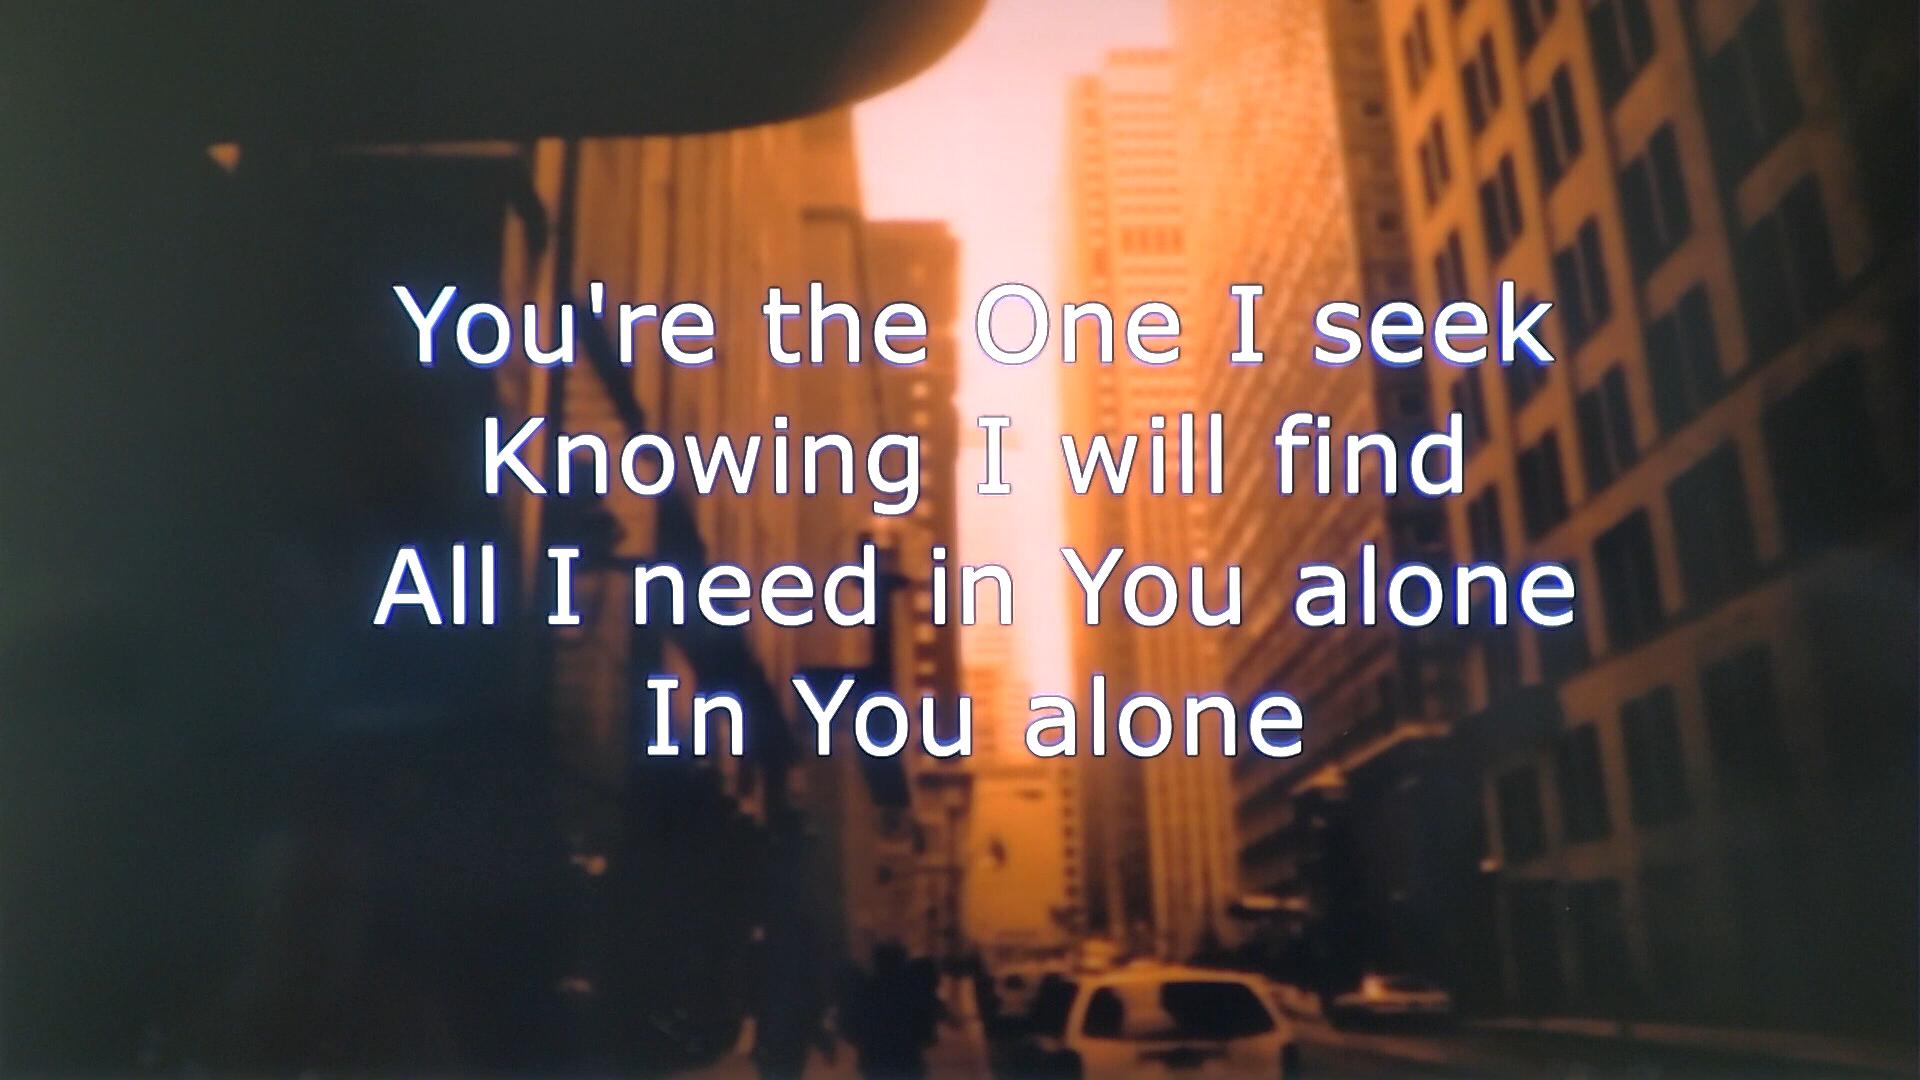 You're the One I seek
Knowing I will find
All I need in You alone
In You alone